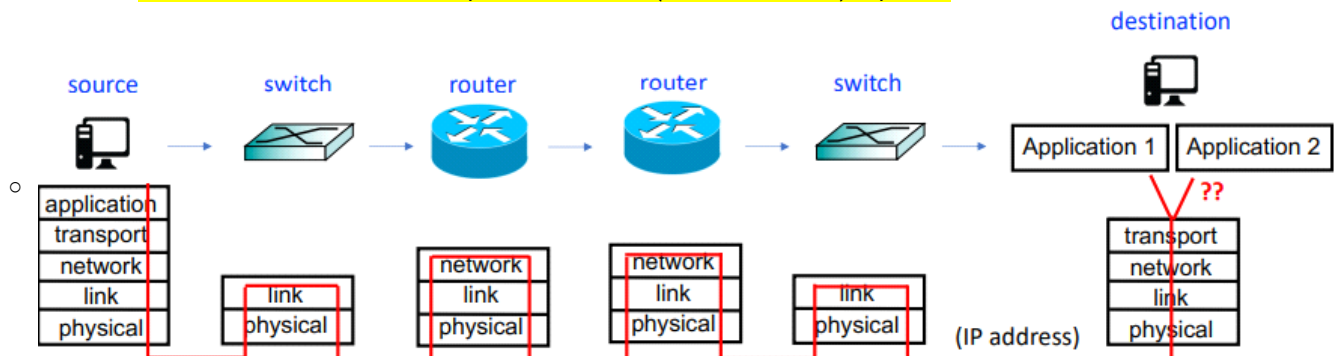 destination
source
switch
router
router
switch
Application 1
Application 2
??
application
transport
network
link
physical
link
physical
network
link
physical
network
link
physical
link
physical
(IP address)
transport
network
link
physical